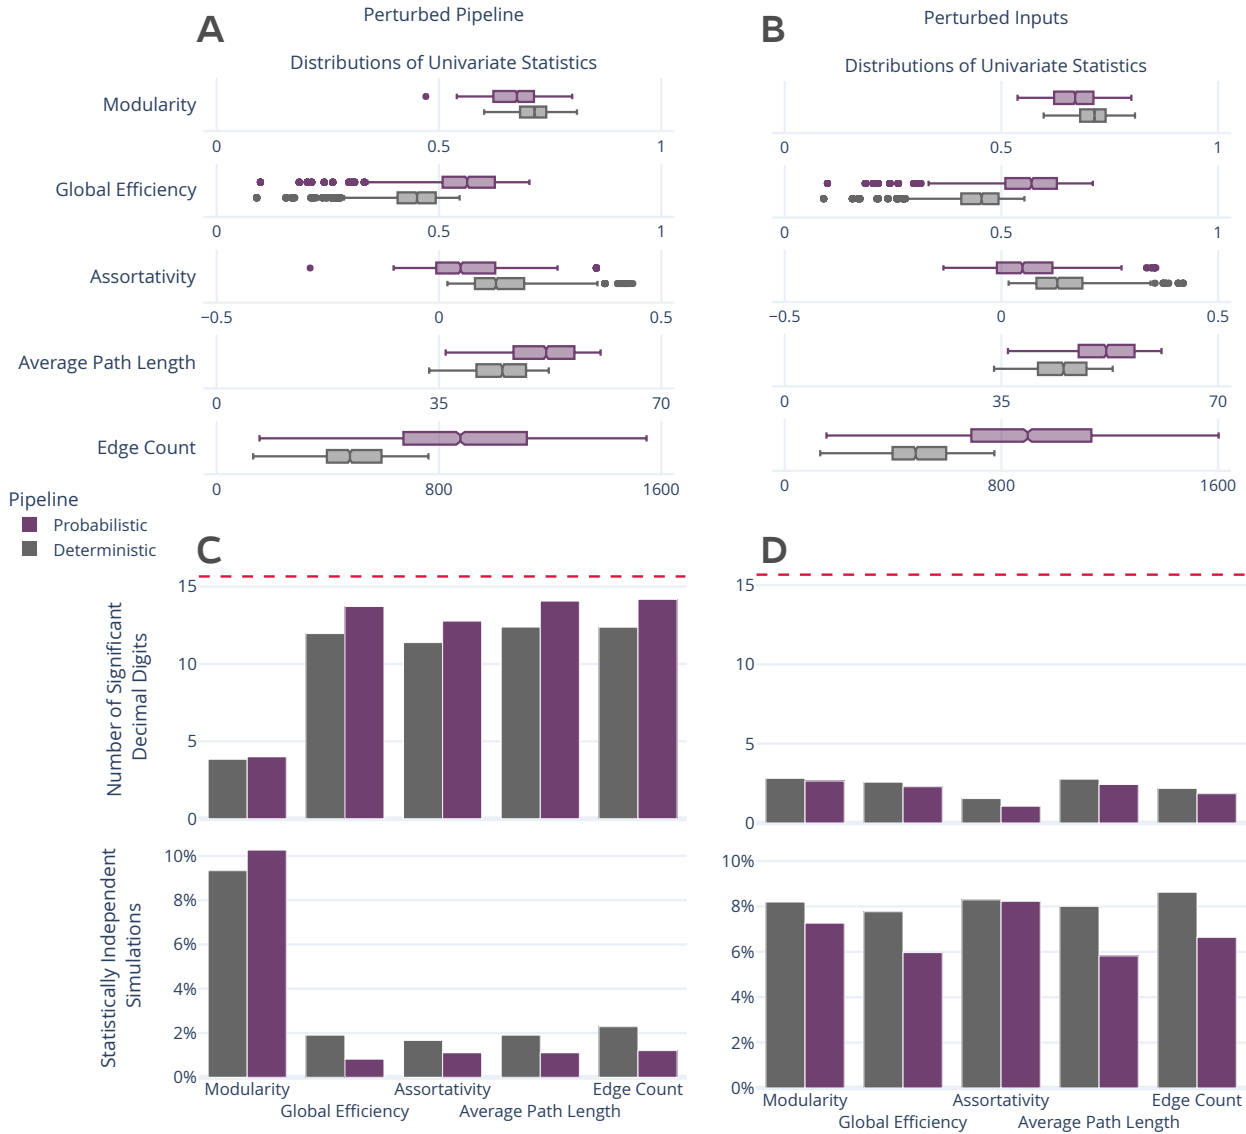 A
Perturbed Pipeline
Distributions of Univariate Statistics
Modularity
0 0.5 1
Global Efficiency
0 0.5 1
Assortativity
−0.5 0 0.5
Average Path Length
0 35 70
Edge Count
0 800 1600
B
Perturbed Inputs
Distributions of Univariate Statistics
0 0.5 1
0 0.5 1
−0.5 0 0.5
0 35 70
0 800 1600
Pipeline
Probabilistic
Deterministic
C
Number of Significant
Decimal Digits
15
10
5
0
Statistically Independent
Simulations
10%
8%
6%
4%
2%
0%
Modularity Assortativity Edge Count
Global Efficiency Average Path Length
D
15
10
5
0
10%
8%
6%
4%
2%
0%
Modularity Assortativity Edge Count
Global Efficiency Average Path Length